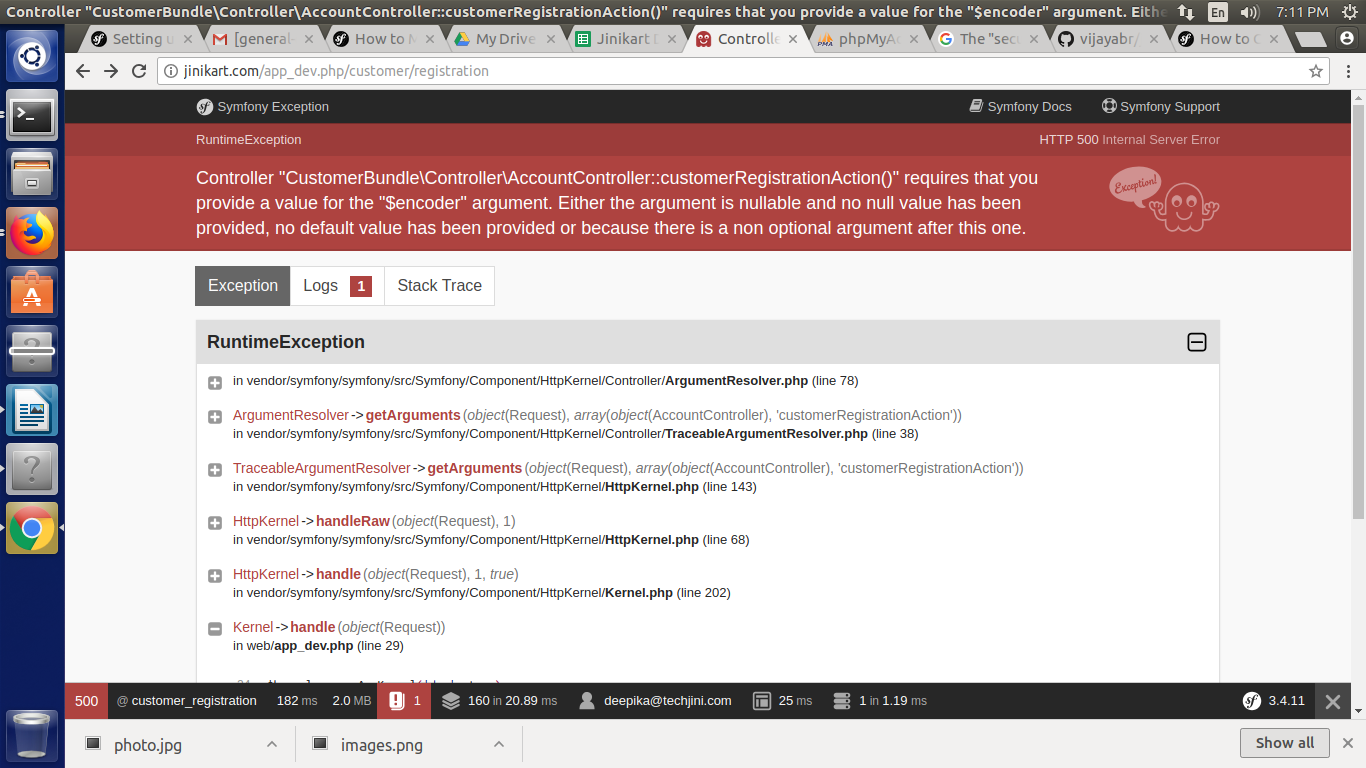 Controller "CustomerBundle\Controller\AccountController::customerRegistrationAction()" requires that you provide a value for the "$encoder" argument. Eithe
En
7:11 PM
Setting u
[general-
How to M
My Drive
Jinikart D
Controlle
phpMyAd
The "secu
vijayabr/
How to C
jinikart.com/app_dev.php/customer/registration
Symfony Exception
Symfony Docs
Symfony Support
RuntimeException
HTTP 500 Internal Server Error
Controller "CustomerBundle\Controller\AccountController::customerRegistrationAction()" requires that you
provide a value for the "$encoder" argument. Either the argument is nullable and no null value has been
provided, no default value has been provided or because there is a non optional argument after this one.
Exception!
Exception
Logs 1
Stack Trace
RuntimeException
in vendor/symfony/symfony/src/Symfony/Component/HttpKernel/Controller/ArgumentResolver.php (line 78)
ArgumentResolver->getArguments(object(Request), array(object(AccountController), 'customerRegistrationAction'))
in vendor/symfony/symfony/src/Symfony/Component/HttpKernel/Controller/TraceableArgumentResolver.php (line 38)
TraceableArgumentResolver->getArguments(object(Request), array(object(AccountController), 'customerRegistrationAction'))
in vendor/symfony/symfony/src/Symfony/Component/HttpKernel/HttpKernel.php (line 143)
HttpKernel->handleRaw(object(Request), 1)
in vendor/symfony/symfony/src/Symfony/Component/HttpKernel/HttpKernel.php (line 68)
HttpKernel->handle(object(Request), 1, true)
in vendor/symfony/symfony/src/Symfony/Component/HttpKernel/Kernel.php (line 202)
Kernel->handle(object(Request))
in web/app_dev.php (line 29)
500
@ customer_registration
182 ms
2.0 MB
1
160 in 20.89 ms
deepika@techjini.com
25 ms
1 in 1.19 ms
3.4.11
photo.jpg
images.png
Show all